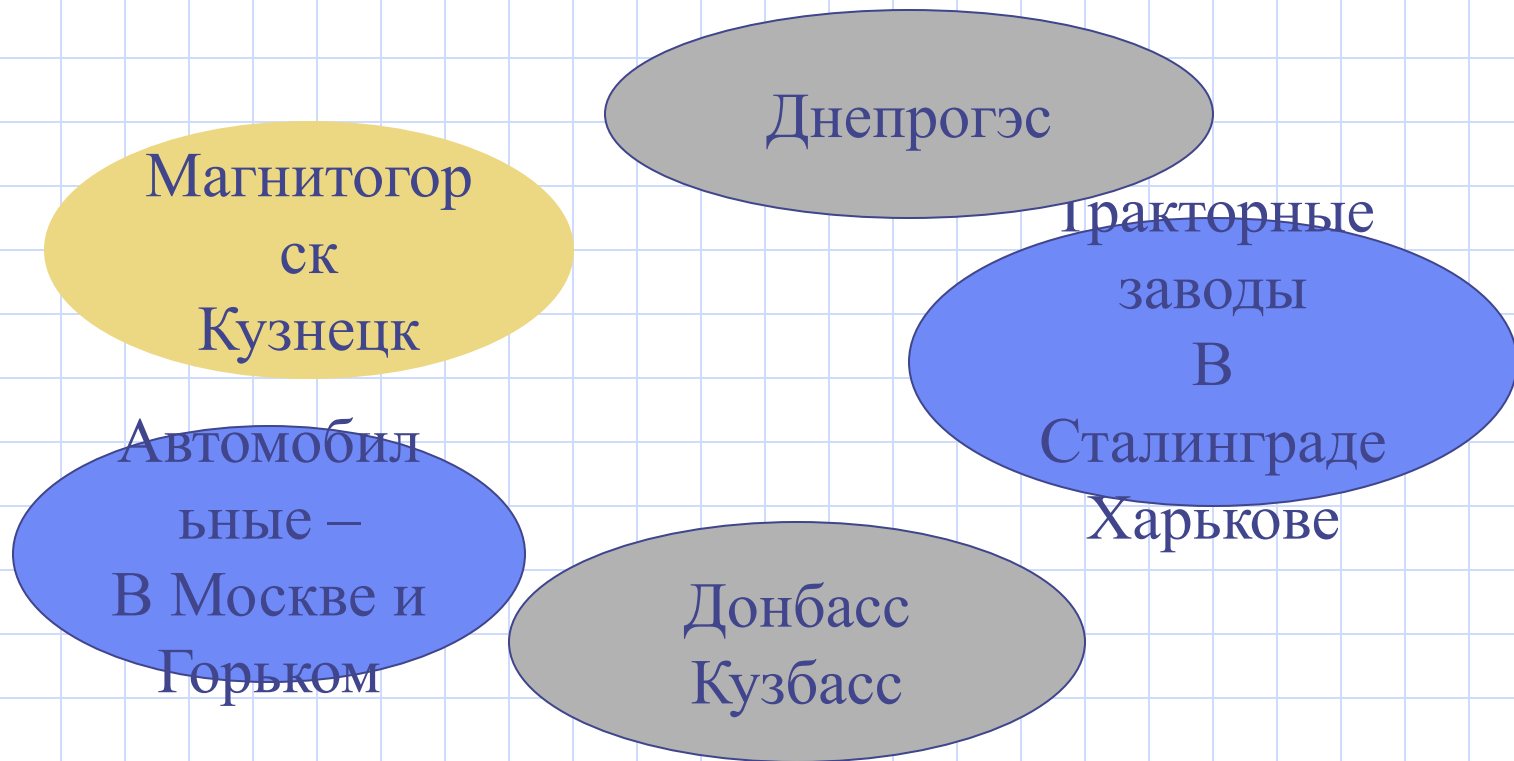 Днепрогэс
Магнитогор
ск
Кузнецк
Тракторные
заводы
В
Сталинграде
Харькове
Автомобил
ьные –
В Москве и
Горьком
Донбасс
Кузбасс